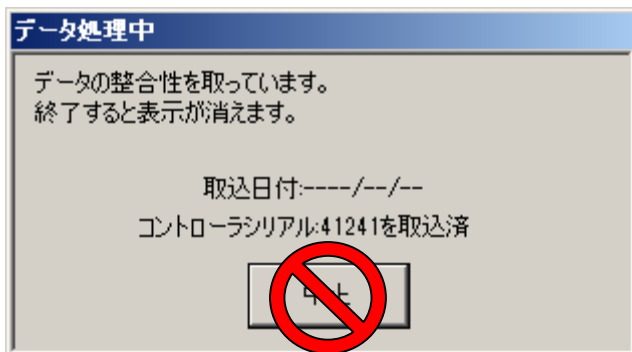 データ処理中
データの整合性を取っています。
終了すると表示が消えます。
取込日付:----/--/--
コントローラシリアル:41241を取込済
中止